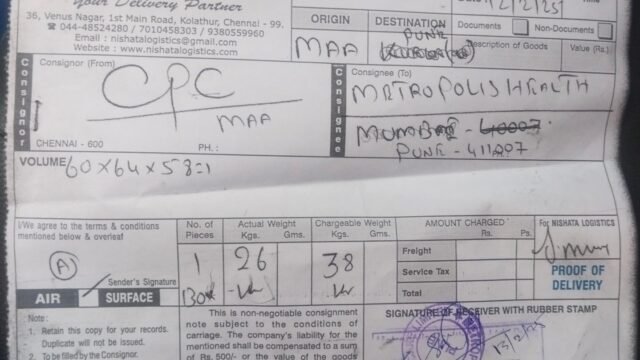 Your Delivery Partner
36, Venus Nagar, 1st Main Road, Kolathur, Chennai - 99.
☎ 044-48524280 / 7010458303 / 9380559960
Email : nishatalogistics@gmail.com
Website : www.nishatalogistics.com
ORIGIN
DESTINATION
MAA
PUNE
Documents
Non-Documents
Description of Goods
Value (Rs.)
Consignor
Consignor (From)
CPC
MAA
CHENNAI - 600
PH. :
Consignee
Consignee (To)
METROPOLIS HEALTH
MUMBAI - 40007
PUNE - 411207
VOLUME 60 x 64 x 58 = 1
I/We agree to the terms & conditions
mentioned below & overleaf
A
Sender's Signature
AIR
SURFACE
No. of
Pieces
1
Box
Actual Weight
Kgs. Gms.
26
Chargeable Weight
Kgs. Gms.
38
AMOUNT CHARGED
Rs. Ps.
Freight
Service Tax
Total
For NISHATA LOGISTICS
PROOF OF
DELIVERY
Note :
1. Retain this copy for your records.
Duplicate will not be issued.
2. To be filled by the Consignor.
This is non-negotiable consignment
note subject to the conditions of
carriage. The company's liability for
the mentioned shall be compensated to a
sum of Rs. 500/- or the value of the goods
SIGNATURE OF RECEIVER WITH RUBBER STAMP
13/2/25